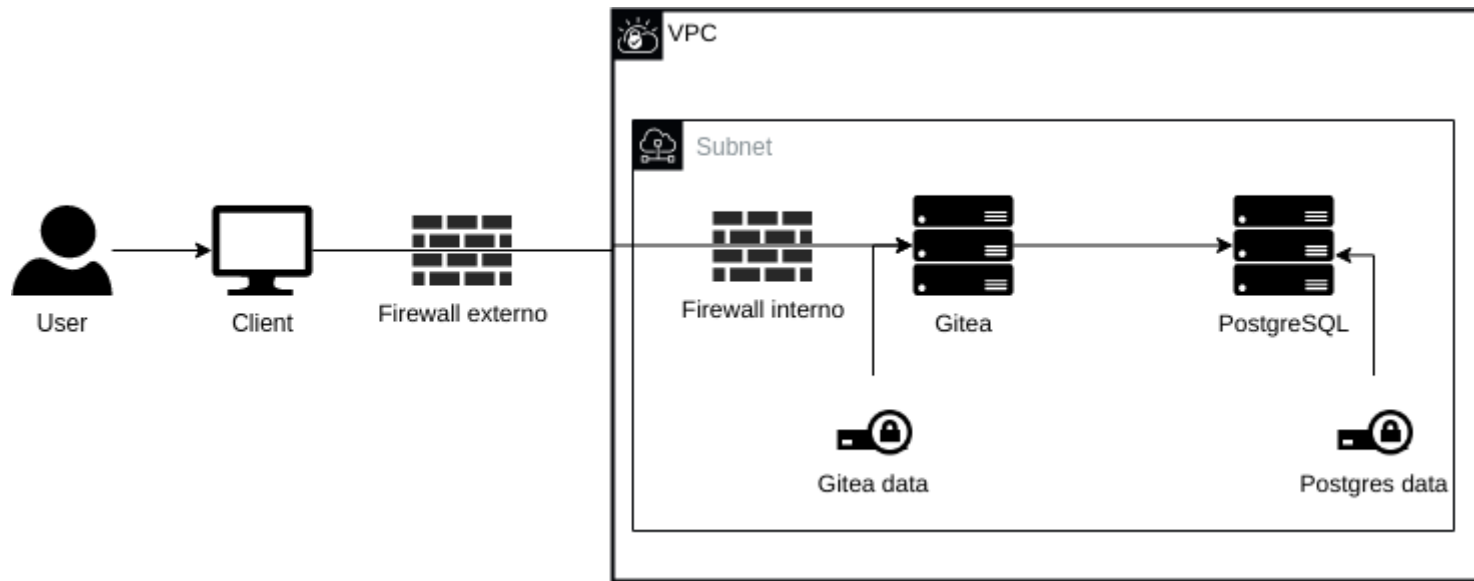 VPC
Subnet
User
Client
Firewall externo
Firewall interno
Gitea
PostgreSQL
Gitea data
Postgres data